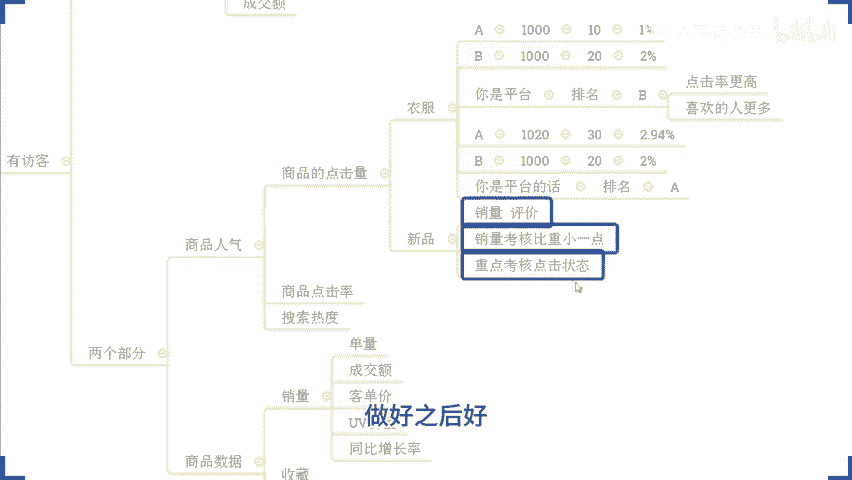 成交额
A 1000 10 1%
B 1000 20 2%
你是平台 排名 B 点击率更高
喜欢的人更多
衣服
A 1020 30 2.94%
B 1000 20 2%
有访客
商品的点击量
你是平台的话 排名 A
销量 评价
新品
销量考核比重小一点
重点考核点击状态
商品人气
商品点击率
搜索热度
两个部分
单量
成交额
销量
客单价
UV
同比增长率
商品数据
收藏
做好之后好